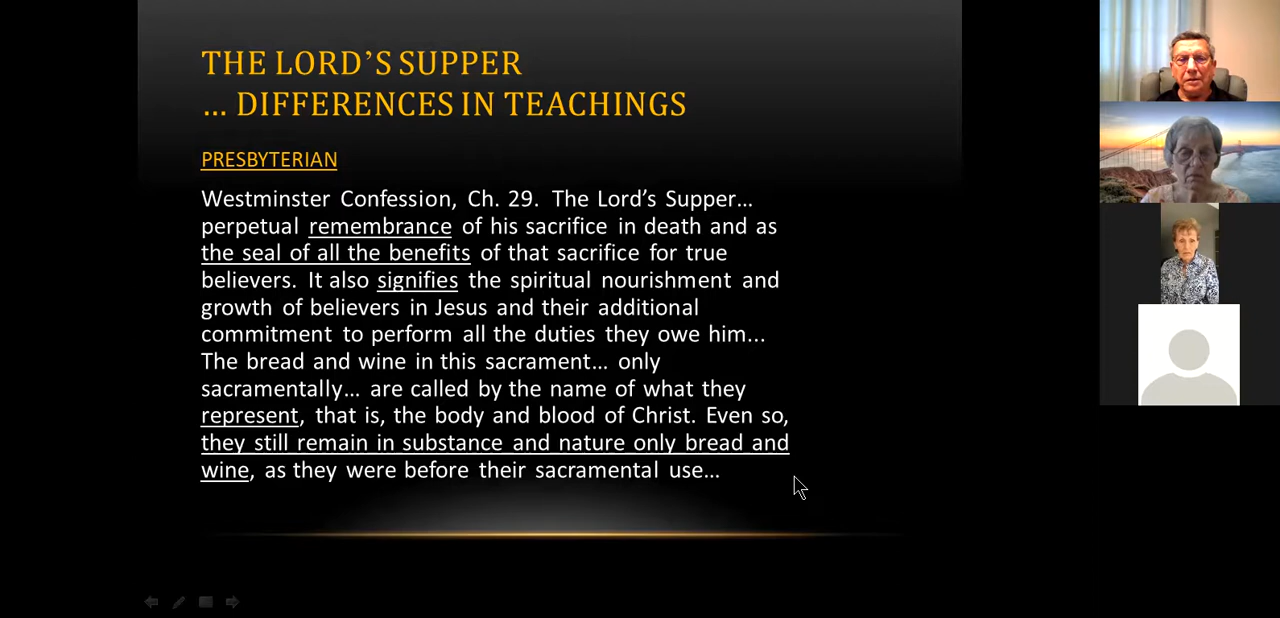 THE LORD’S SUPPER
… DIFFERENCES IN TEACHINGS
PRESBYTERIAN
Westminster Confession, Ch. 29. The Lord’s Supper…
perpetual remembrance of his sacrifice in death and as
the seal of all the benefits of that sacrifice for true
believers. It also signifies the spiritual nourishment and
growth of believers in Jesus and their additional
commitment to perform all the duties they owe him…
The bread and wine in this sacrament… only
sacramentally… are called by the name of what they
represent, that is, the body and blood of Christ. Even so,
they still remain in substance and nature only bread and
wine, as they were before their sacramental use…